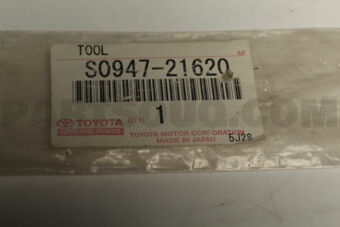 TOOL
S0947-21620
TOYOTA
GENUINE PARTS
QTY.
1
TOYOTA MOTOR CORPORATION
MADE IN JAPAN
5J28